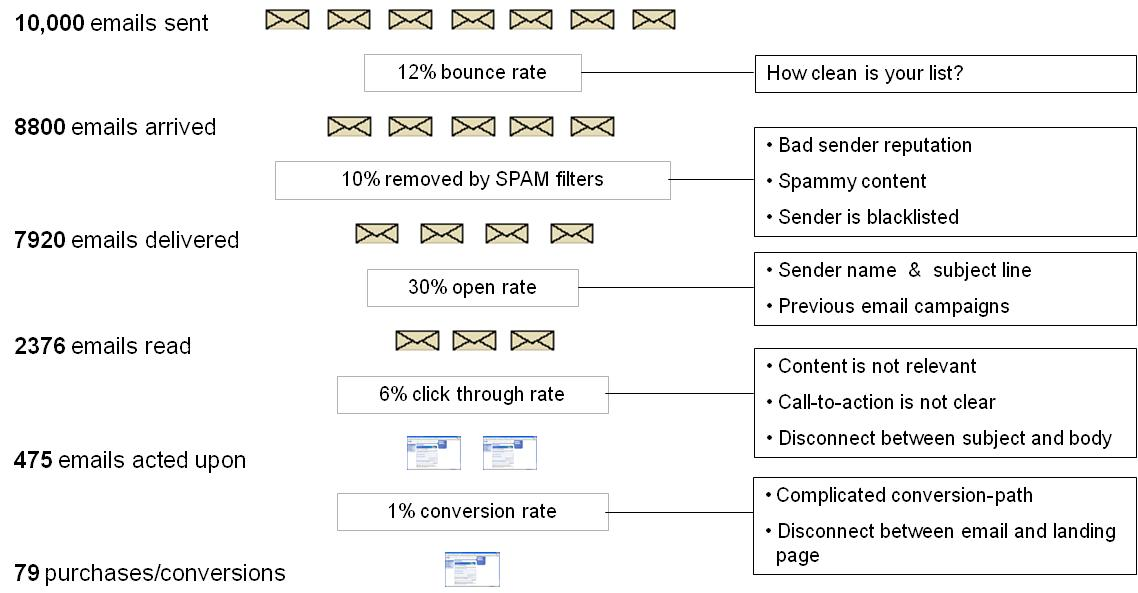 10,000 emails sent
12% bounce rate
How clean is your list?
8800 emails arrived
10% removed by SPAM filters
• Bad sender reputation
• Spammy content
• Sender is blacklisted
7920 emails delivered
30% open rate
• Sender name & subject line
• Previous email campaigns
2376 emails read
6% click through rate
• Content is not relevant
• Call-to-action is not clear
• Disconnect between subject and body
475 emails acted upon
1% conversion rate
• Complicated conversion-path
• Disconnect between email and landing
page
79 purchases/conversions